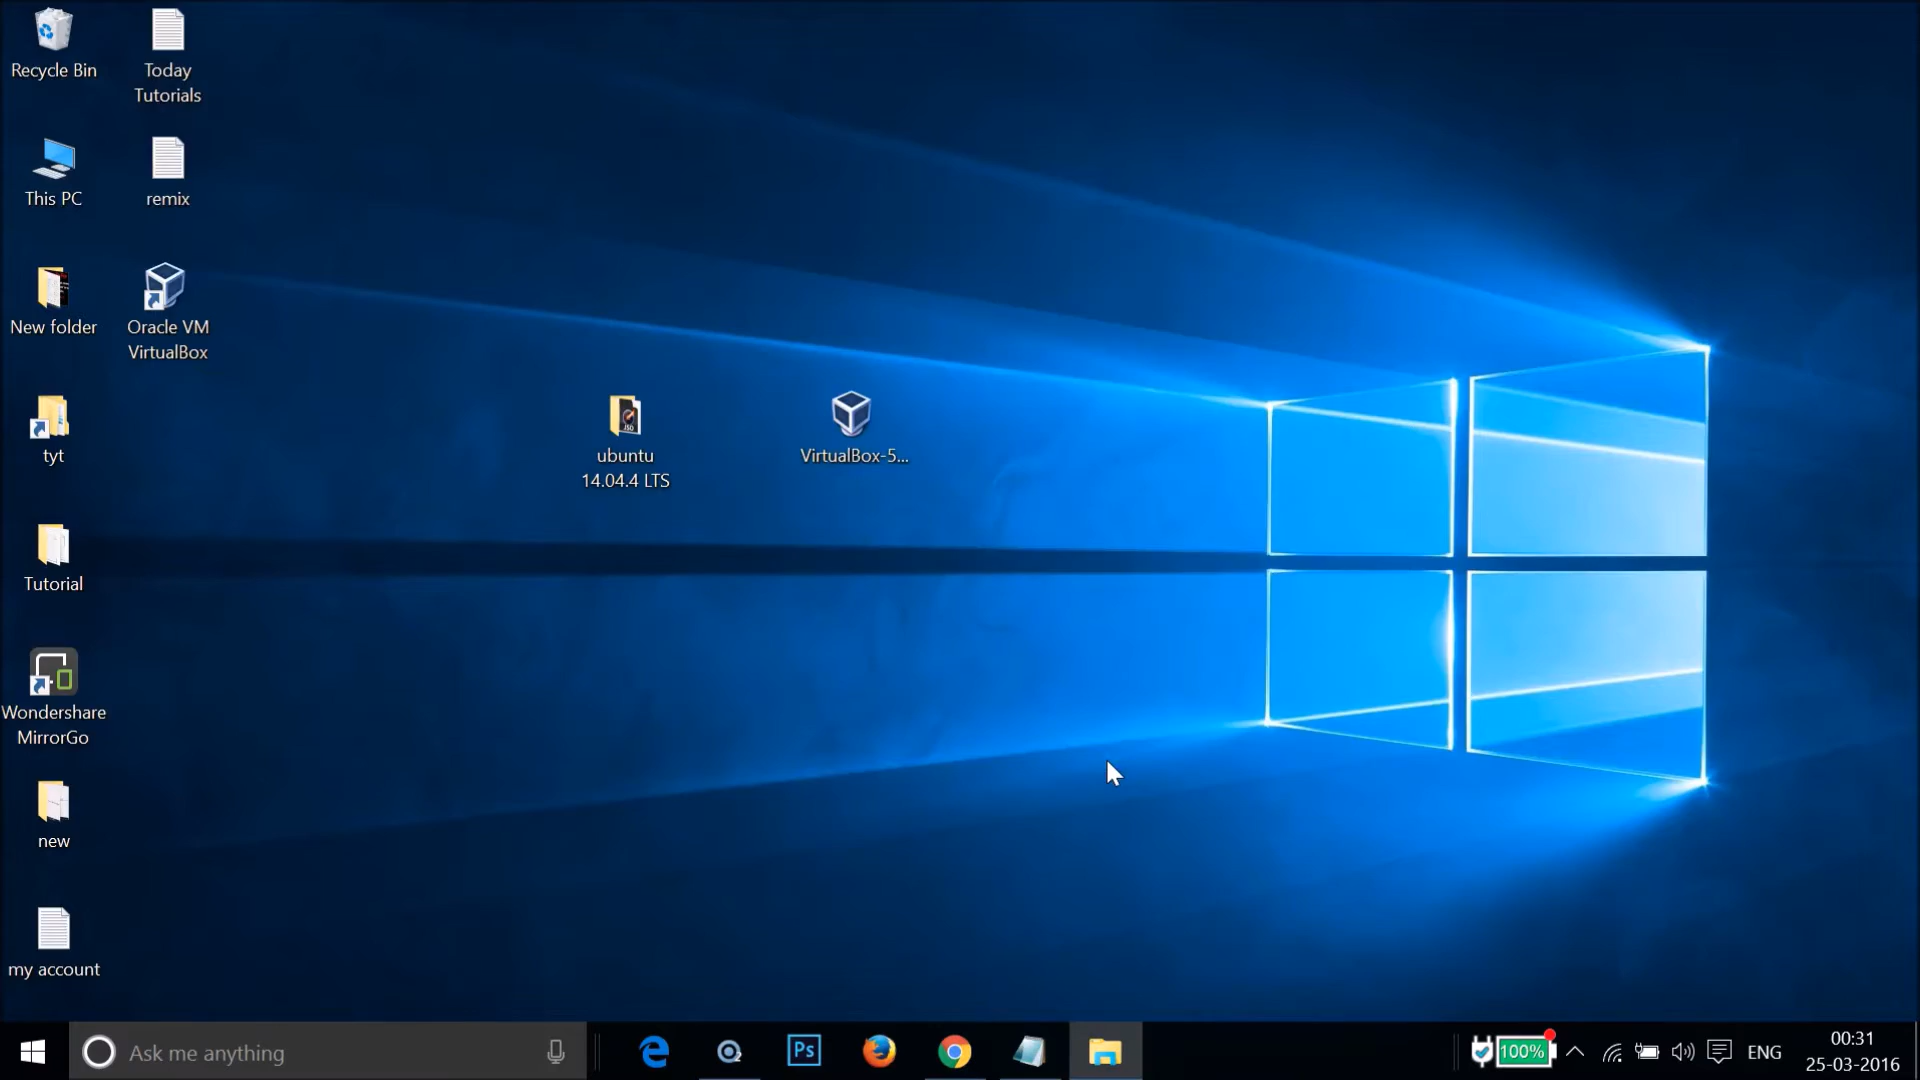 Recycle Bin
Today
Tutorials
This PC
remix
New folder
Oracle VM
VirtualBox
tyt
ubuntu
14.04.4 LTS
VirtualBox-5...
Tutorial
Wondershare
MirrorGo
new
my account
Ask me anything
Ps
100%
ENG
00:31
25-03-2016